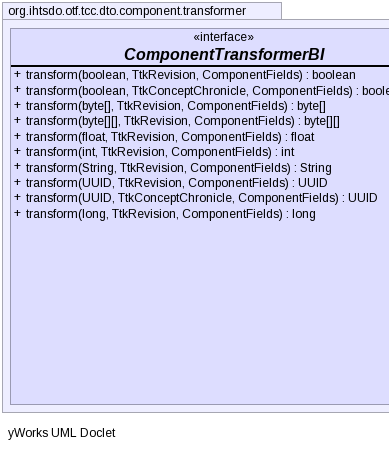 org.ihtsdo.otf.tcc.dto.component.transformer
«interface»
ComponentTransformerBI
+ transform(boolean, TtkRevision, ComponentFields) : boolean
+ transform(boolean, TtkConceptChronicle, ComponentFields) : boole
+ transform(byte[], TtkRevision, ComponentFields) : byte[]
+ transform(byte[][], TtkRevision, ComponentFields) : byte[][]
+ transform(float, TtkRevision, ComponentFields) : float
+ transform(int, TtkRevision, ComponentFields) : int
+ transform(String, TtkRevision, ComponentFields) : String
+ transform(UUID, TtkRevision, ComponentFields) : UUID
+ transform(UUID, TtkConceptChronicle, ComponentFields) : UUID
+ transform(long, TtkRevision, ComponentFields) : long
yWorks UML Doclet